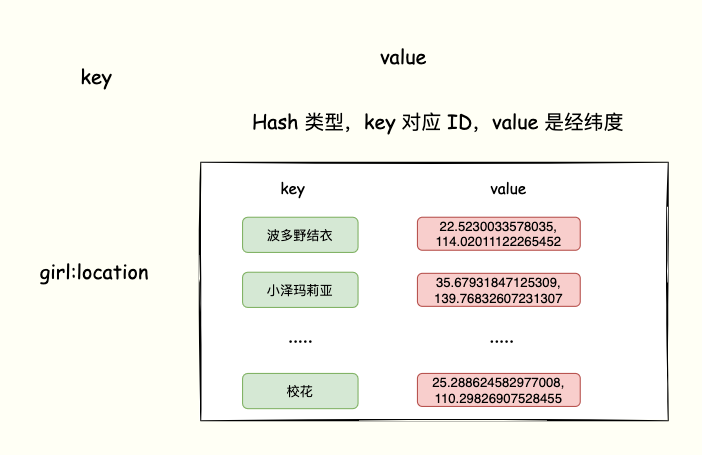 value
key
Hash 类型，key 对应 ID，value 是经纬度
key
value
波多野结衣
22.5230033578035,
114.02011122265452
girl:location
小泽玛莉亚
35.67931847125309,
139.76832607231307
.....
.....
校花
25.288624582977008,
110.29826907528455